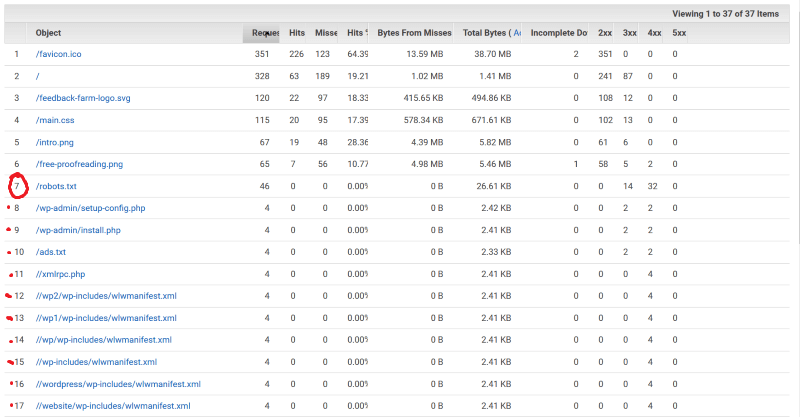 Viewing 1 to 37 of 37 Items
Object Reques Hits Misse Hits % Bytes From Misses Total Bytes ( Incomplete Do 2xx 3xx 4xx 5xx
1 /favicon.ico 351 226 123 64.39 13.59 MB 38.70 MB 2 351 0 0 0
2 / 328 63 189 19.21 1.02 MB 1.41 MB 0 241 87 0 0
3 /feedback-farm-logo.svg 120 22 97 18.33 415.65 KB 494.86 KB 0 108 12 0 0
4 /main.css 115 20 95 17.39 578.34 KB 671.61 KB 0 102 13 0 0
5 /intro.png 67 19 48 28.36 4.39 MB 5.82 MB 0 61 6 0 0
6 /free-proofreading.png 65 7 56 10.77 4.98 MB 5.46 MB 1 58 5 2 0
7 /robots.txt 46 0 0 0.00% 0 B 26.61 KB 0 0 14 32 0
8 /wp-admin/setup-config.php 4 0 0 0.00% 0 B 2.42 KB 0 0 2 2 0
9 /wp-admin/install.php 4 0 0 0.00% 0 B 2.41 KB 0 0 2 2 0
10 /ads.txt 4 0 0 0.00% 0 B 2.33 KB 0 0 2 2 0
11 //xmlrpc.php 4 0 0 0.00% 0 B 2.41 KB 0 0 0 4 0
12 //wp2/wp-includes/wlwmanifest.xml 4 0 0 0.00% 0 B 2.41 KB 0 0 0 4 0
13 //wp1/wp-includes/wlwmanifest.xml 4 0 0 0.00% 0 B 2.41 KB 0 0 0 4 0
14 //wp/wp-includes/wlwmanifest.xml 4 0 0 0.00% 0 B 2.41 KB 0 0 0 4 0
15 //wp-includes/wlwmanifest.xml 4 0 0 0.00% 0 B 2.41 KB 0 0 0 4 0
16 //wordpress/wp-includes/wlwmanifest.xml 4 0 0 0.00% 0 B 2.41 KB 0 0 0 4 0
17 //website/wp-includes/wlwmanifest.xml 4 0 0 0.00% 0 B 2.41 KB 0 0 0 4 0